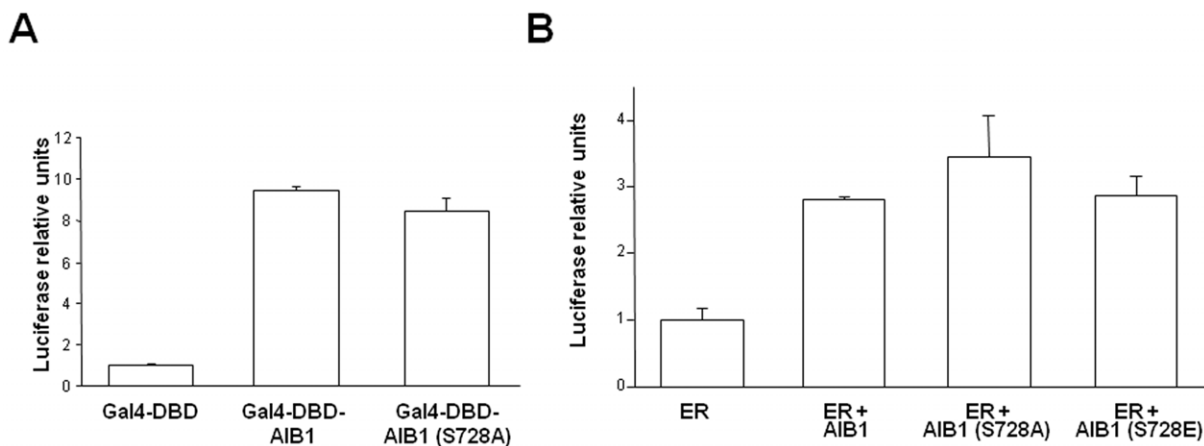 A
Luciferase relative units
12
10
8
6
4
2
0
Gal4-DBD
Gal4-DBD-
AIB1
Gal4-DBD-
AIB1 (S728A)
B
Luciferase relative units
4
3
2
1
0
ER
ER +
AIB1
ER +
AIB1 (S728A)
ER +
AIB1 (S728E)